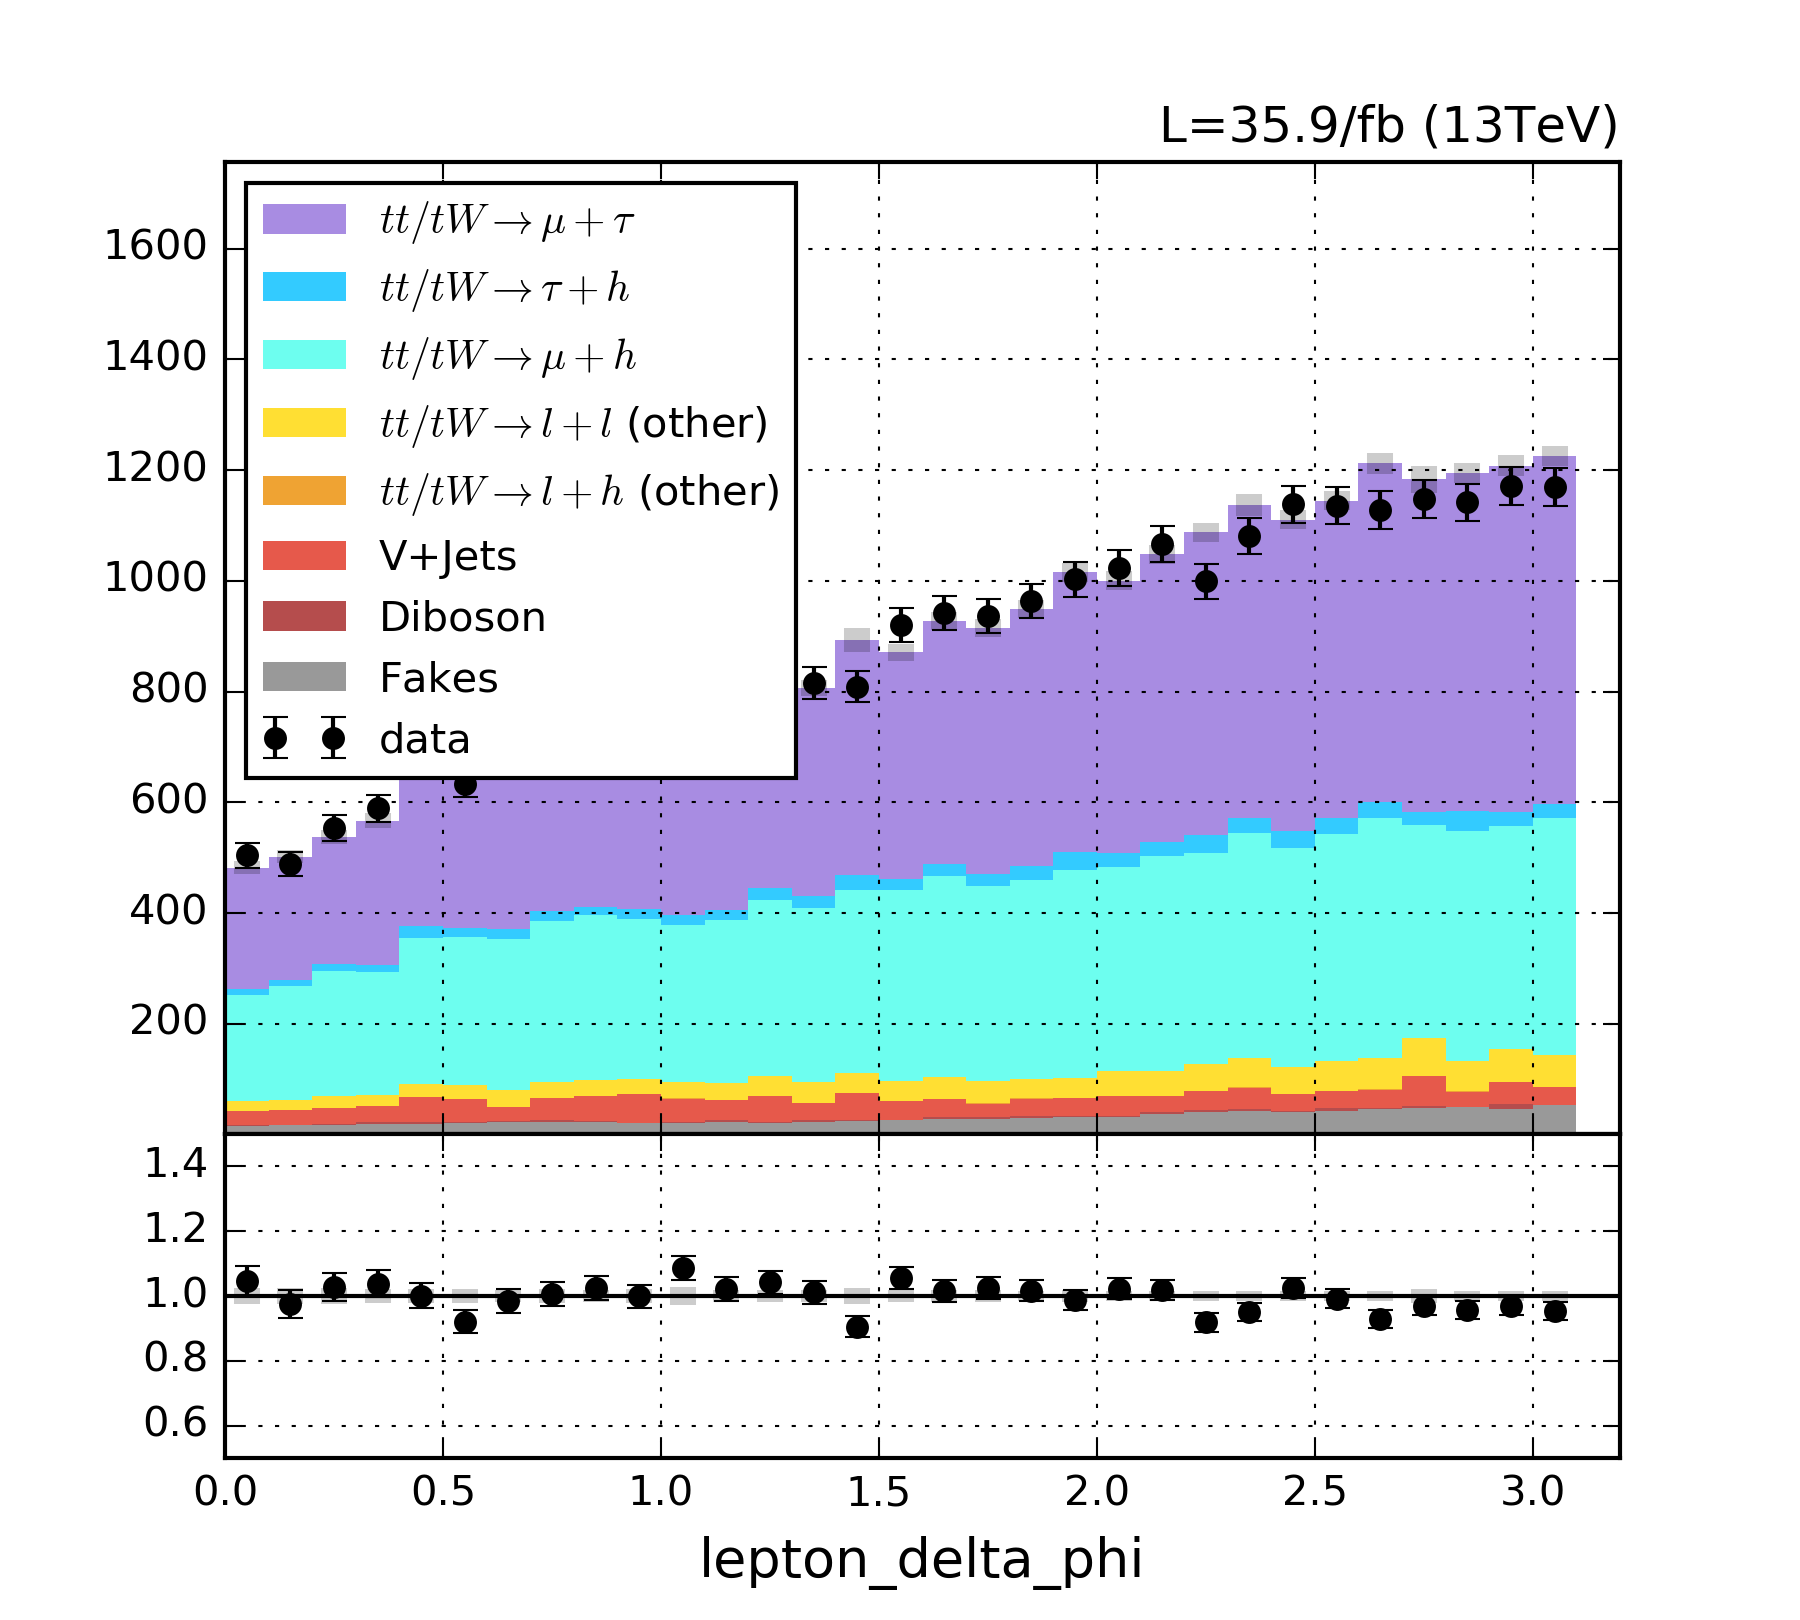 L=35.9/fb (13TeV)
tt/tW→μ+τ
tt/tW→τ+h
tt/tW→μ+h
tt/tW→l+l (other)
tt/tW→l+h (other)
V+Jets
Diboson
Fakes
data
1600
1400
1200
1000
800
600
400
200
1.4
1.2
1.0
0.8
0.6
0.0 0.5 1.0 1.5 2.0 2.5 3.0
lepton_delta_phi